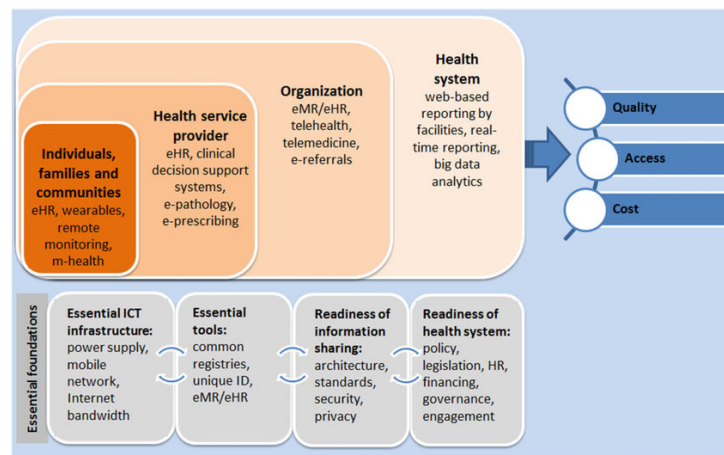 Individuals,
families and
communities
eHR, wearables,
remote
monitoring,
m-health
Health service
provider
eHR, clinical
decision support
systems,
e-pathology,
e-prescribing
Organization
eMR/eHR,
telehealth,
telemedicine,
e-referrals
Health
system
web-based
reporting by
facilities, real-
time reporting,
big data
analytics
Quality
Access
Cost
Essential foundations
Essential ICT
infrastructure:
power supply,
mobile
network,
Internet
bandwidth
Essential
tools:
common
registries,
unique ID,
eMR/eHR
Readiness of
information
sharing:
architecture,
standards,
security,
privacy
Readiness of
health system:
policy,
legislation, HR,
financing,
governance,
engagement